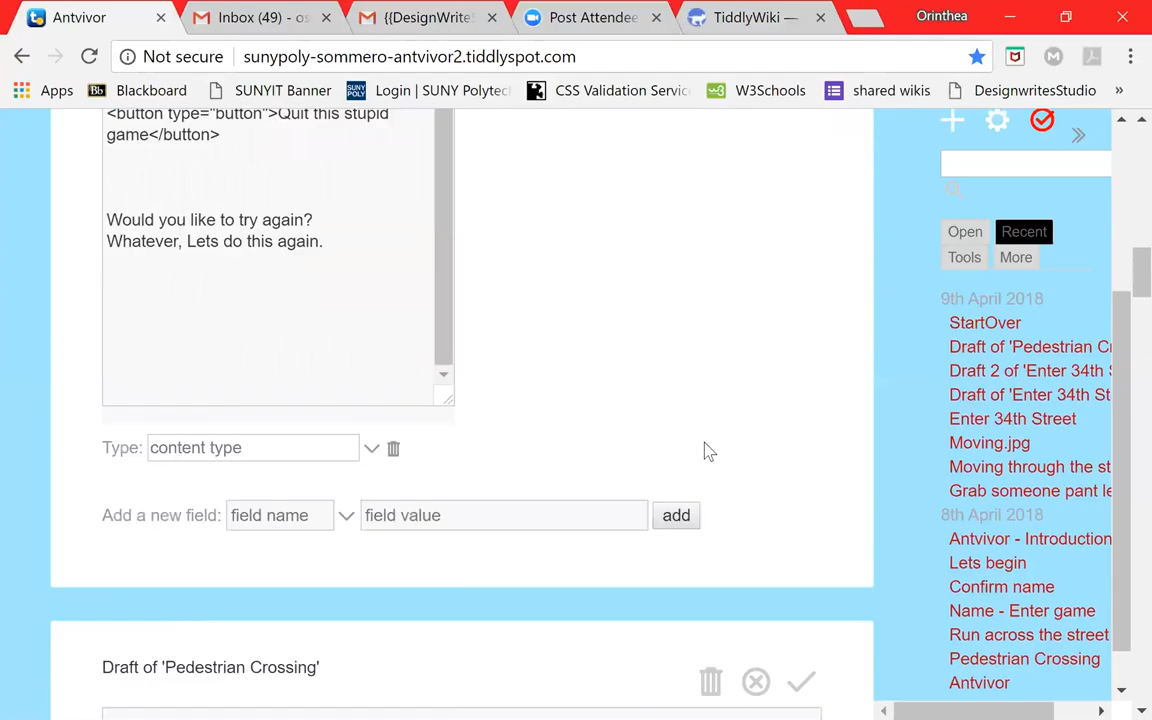 Antvivor
Inbox (49) - os
{{DesignWrite
Post Attendee
TiddlyWiki —
Orinthea
Not secure
sunypoly-sommero-antvivor2.tiddlyspot.com
Apps
Bb
Blackboard
SUNYIT Banner
SUNY POLY
Login | SUNY Polytec
CSS Validation Servic
W3Schools
shared wikis
DesignwritesStudio
»
<button type="button">Quit this stupid
game</button>
Would you like to try again?
Whatever, Lets do this again.
Type: content type
Add a new field: field name field value add
Draft of 'Pedestrian Crossing'
Open Recent
Tools More
9th April 2018
StartOver
Draft of 'Pedestrian Cr
Draft 2 of 'Enter 34th S
Draft of 'Enter 34th St
Enter 34th Street
Moving.jpg
Moving through the st
Grab someone pant le
8th April 2018
Antvivor - Introduction
Lets begin
Confirm name
Name - Enter game
Run across the street
Pedestrian Crossing
Antvivor